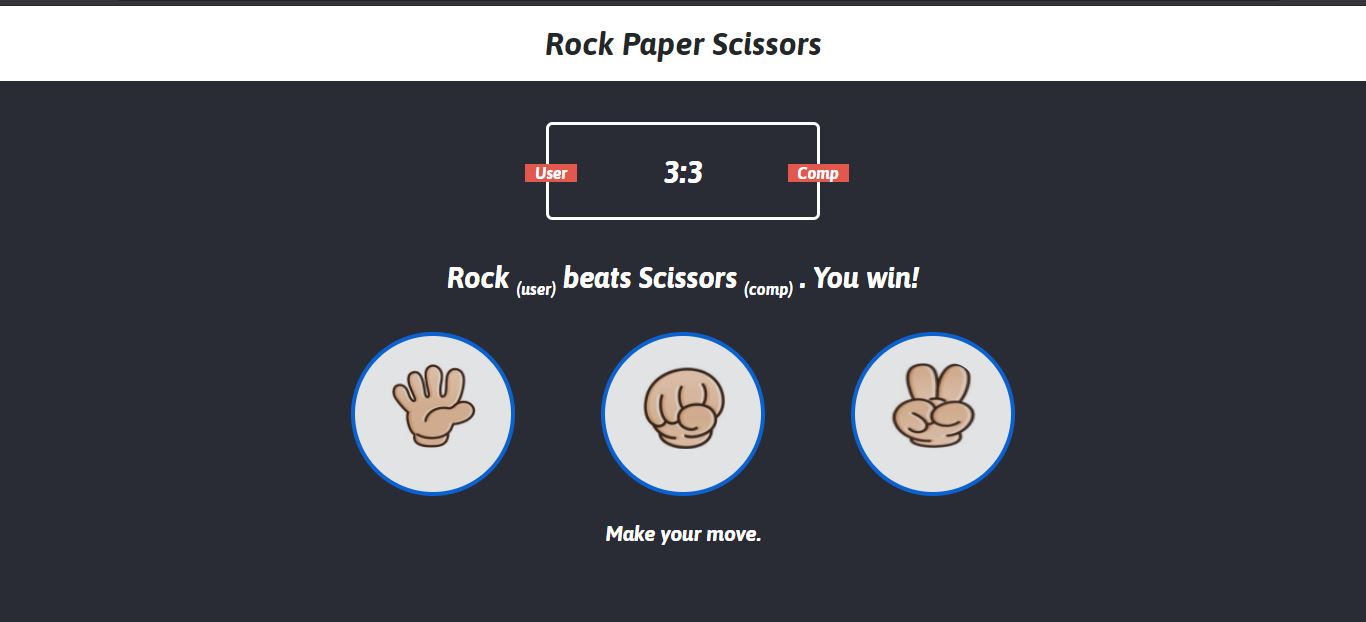 Rock Paper Scissors
User 3:3 Comp
Rock (user) beats Scissors (comp) . You win!
Make your move.